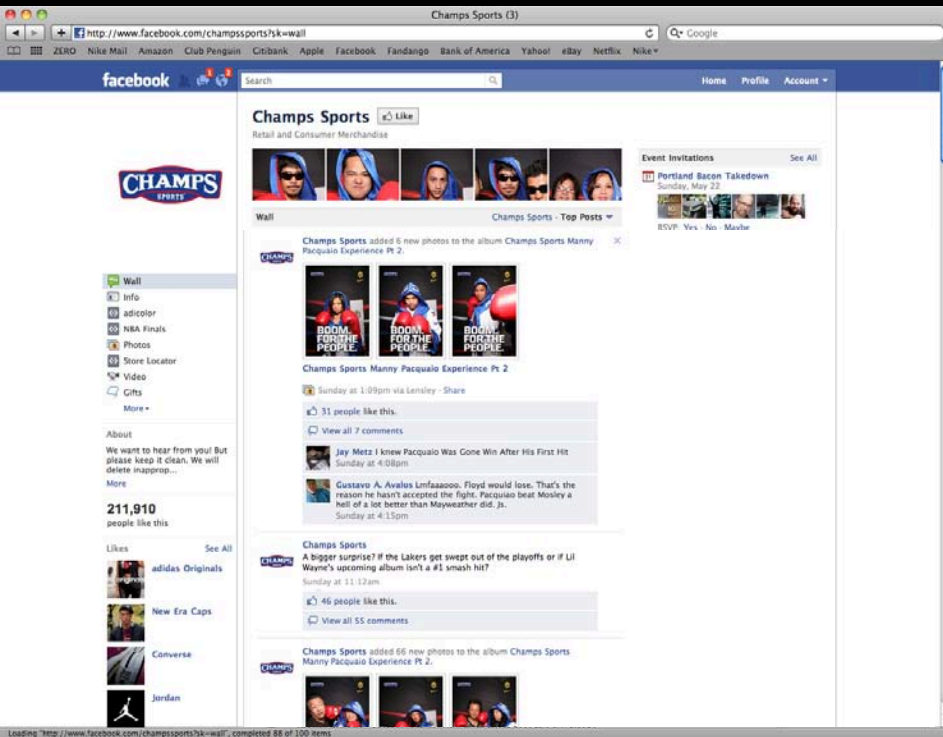 Champs Sports (3)
http://www.facebook.com/champssports?sk=wall
Google
ZERO Nike Mail Amazon Club Penguin Citibank Apple Facebook Fandango Bank of America Yahoo! eBay Netflix Nike
facebook
Search
Home Profile Account
Champs Sports Like
Retail and Consumer Merchandise
CHAMPS
SPORTS
Wall
Info
adicolor
NBA Finals
Photos
Store Locator
Video
Gifts
More
About
We want to hear from you! But
please keep it clean. We will
delete inapprop...
More
211,910
people like this
Likes See All
adidas Originals
New Era Caps
Converse
Jordan
Wall Champs Sports · Top Posts
Champs Sports added 6 new photos to the album Champs Sports Manny
Pacquaio Experience Pt 2.
CHAMPS
BOOM.
FOR THE
PEOPLE.
BOOM.
FOR THE
PEOPLE.
BOOM.
FOR THE
PEOPLE.
Champs Sports Manny Pacquaio Experience Pt 2
Sunday at 1:09pm via Lensley · Share
31 people like this.
View all 7 comments
Jay Metz I knew Pacquaio Was Gone Win After His First Hit
Sunday at 4:08pm
Gustavo A. Avalos Lmfaaooo. Floyd would lose. That's the
reason he hasn't accepted the fight. Pacquiao beat Mosley a
hell of a lot better than Mayweather did. Js.
Sunday at 4:15pm
Champs Sports
CHAMPS
A bigger surprise? If the Lakers get swept out of the playoffs or if Lil
Wayne's upcoming album isn't a #1 smash hit?
Sunday at 11:12am
46 people like this.
View all 55 comments
Champs Sports added 66 new photos to the album Champs Sports
Manny Pacquaio Experience Pt 2.
CHAMPS
Event Invitations See All
31
Portland Bacon Takedown
Sunday, May 22
RSVP: Yes · No · Maybe
Loading "http://www.facebook.com/champssports?sk=wall", completed 88 of 100 items